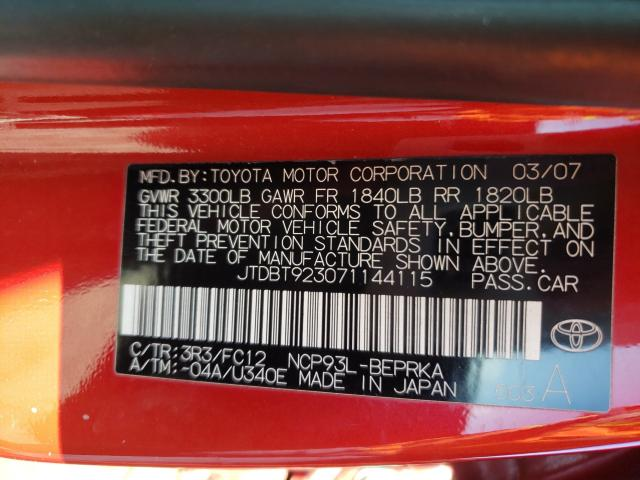 MFD.BY:TOYOTA MOTOR CORPORATION 03/07
GVWR 3300LB GAWR FR 1840LB RR 1820LB
THIS VEHICLE CONFORMS TO ALL APPLICABLE
FEDERAL MOTOR VEHICLE SAFETY,BUMPER,AND
THEFT PREVENTION STANDARDS IN EFFECT ON
THE DATE OF MANUFACTURE SHOWN ABOVE.
JTDBT923071144115 PASS.CAR
C/TR:3R3/FC12 NCP93L-BEPRKA
A/TM:-04A/U340E MADE IN JAPAN
A